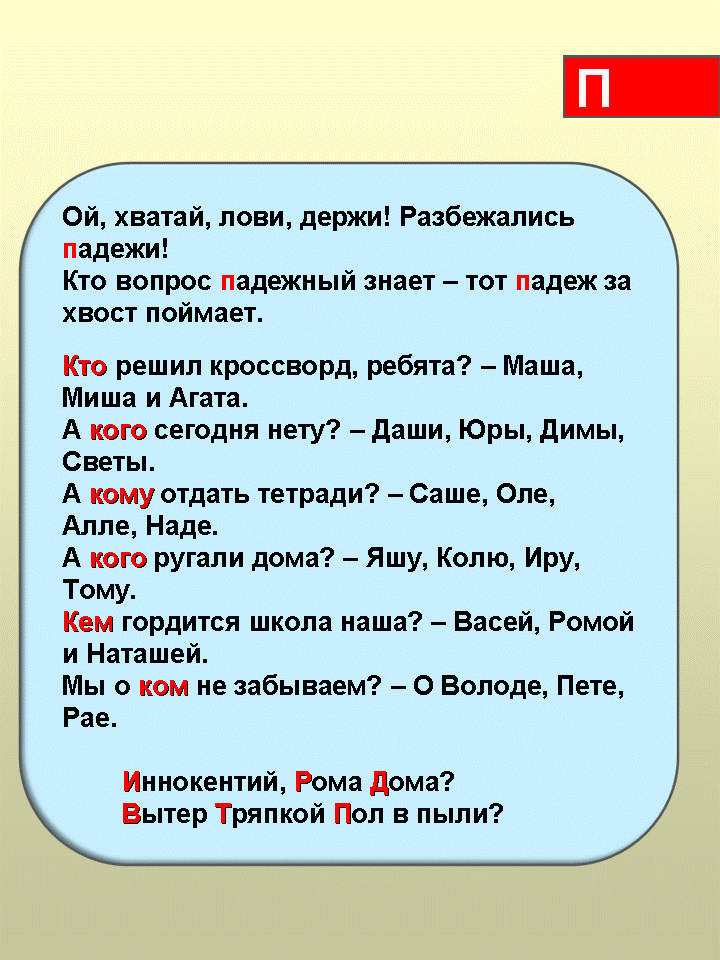 П
Ой, хватай, лови, держи! Разбежались
падежи!
Кто вопрос падежный знает – тот падеж за
хвост поймает.
Кто решил кроссворд, ребята? – Маша,
Миша и Агата.
А кого сегодня нету? – Даши, Юры, Димы,
Светы.
А кому отдать тетради? – Саше, Оле,
Алле, Наде.
А кого ругали дома? – Яшу, Колю, Иру,
Тому.
Кем гордится школа наша? – Васей, Ромой
и Наташей.
Мы о ком не забываем? – О Володе, Пете,
Рае.
Иннокентий, Рома Дома?
Вытер Тряпкой Пол в пыли?